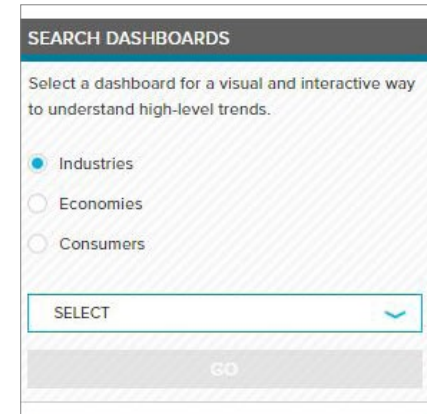 SEARCH DASHBOARDS
Select a dashboard for a visual and interactive way
to understand high-level trends.
Industries
Economies
Consumers
SELECT
GO